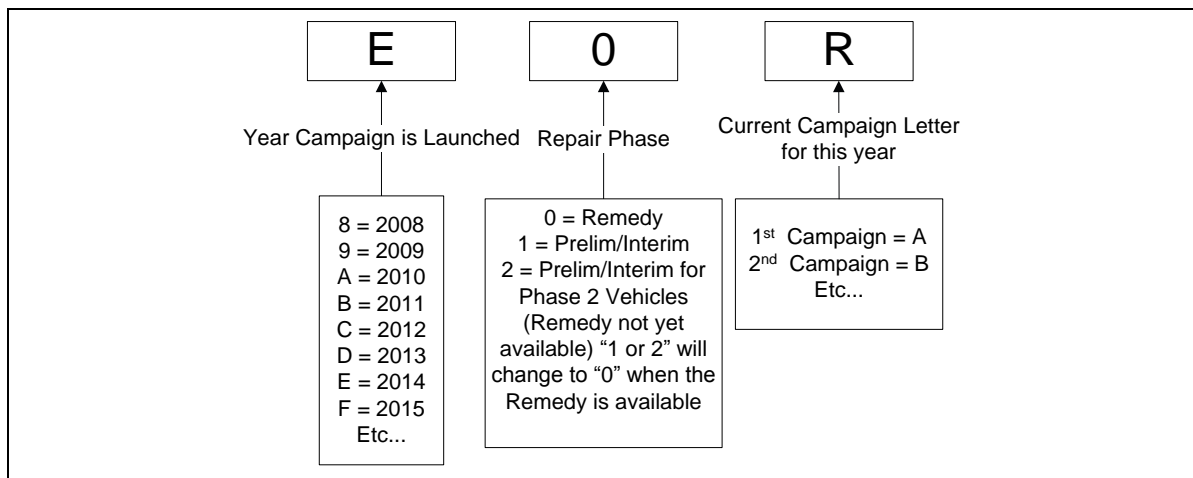 E
0
R
Year Campaign is Launched
Repair Phase
Current Campaign Letter
for this year
8 = 2008
9 = 2009
A = 2010
B = 2011
C = 2012
D = 2013
E = 2014
F = 2015
Etc...
0 = Remedy
1 = Prelim/Interim
2 = Prelim/Interim for
Phase 2 Vehicles
(Remedy not yet
available) “1 or 2” will
change to “0” when the
Remedy is available
1st Campaign = A
2nd Campaign = B
Etc...